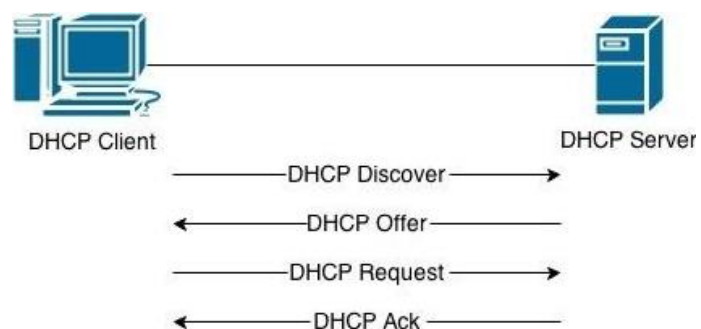 DHCP Client
DHCP Server
DHCP Discover
DHCP Offer
DHCP Request
DHCP Ack